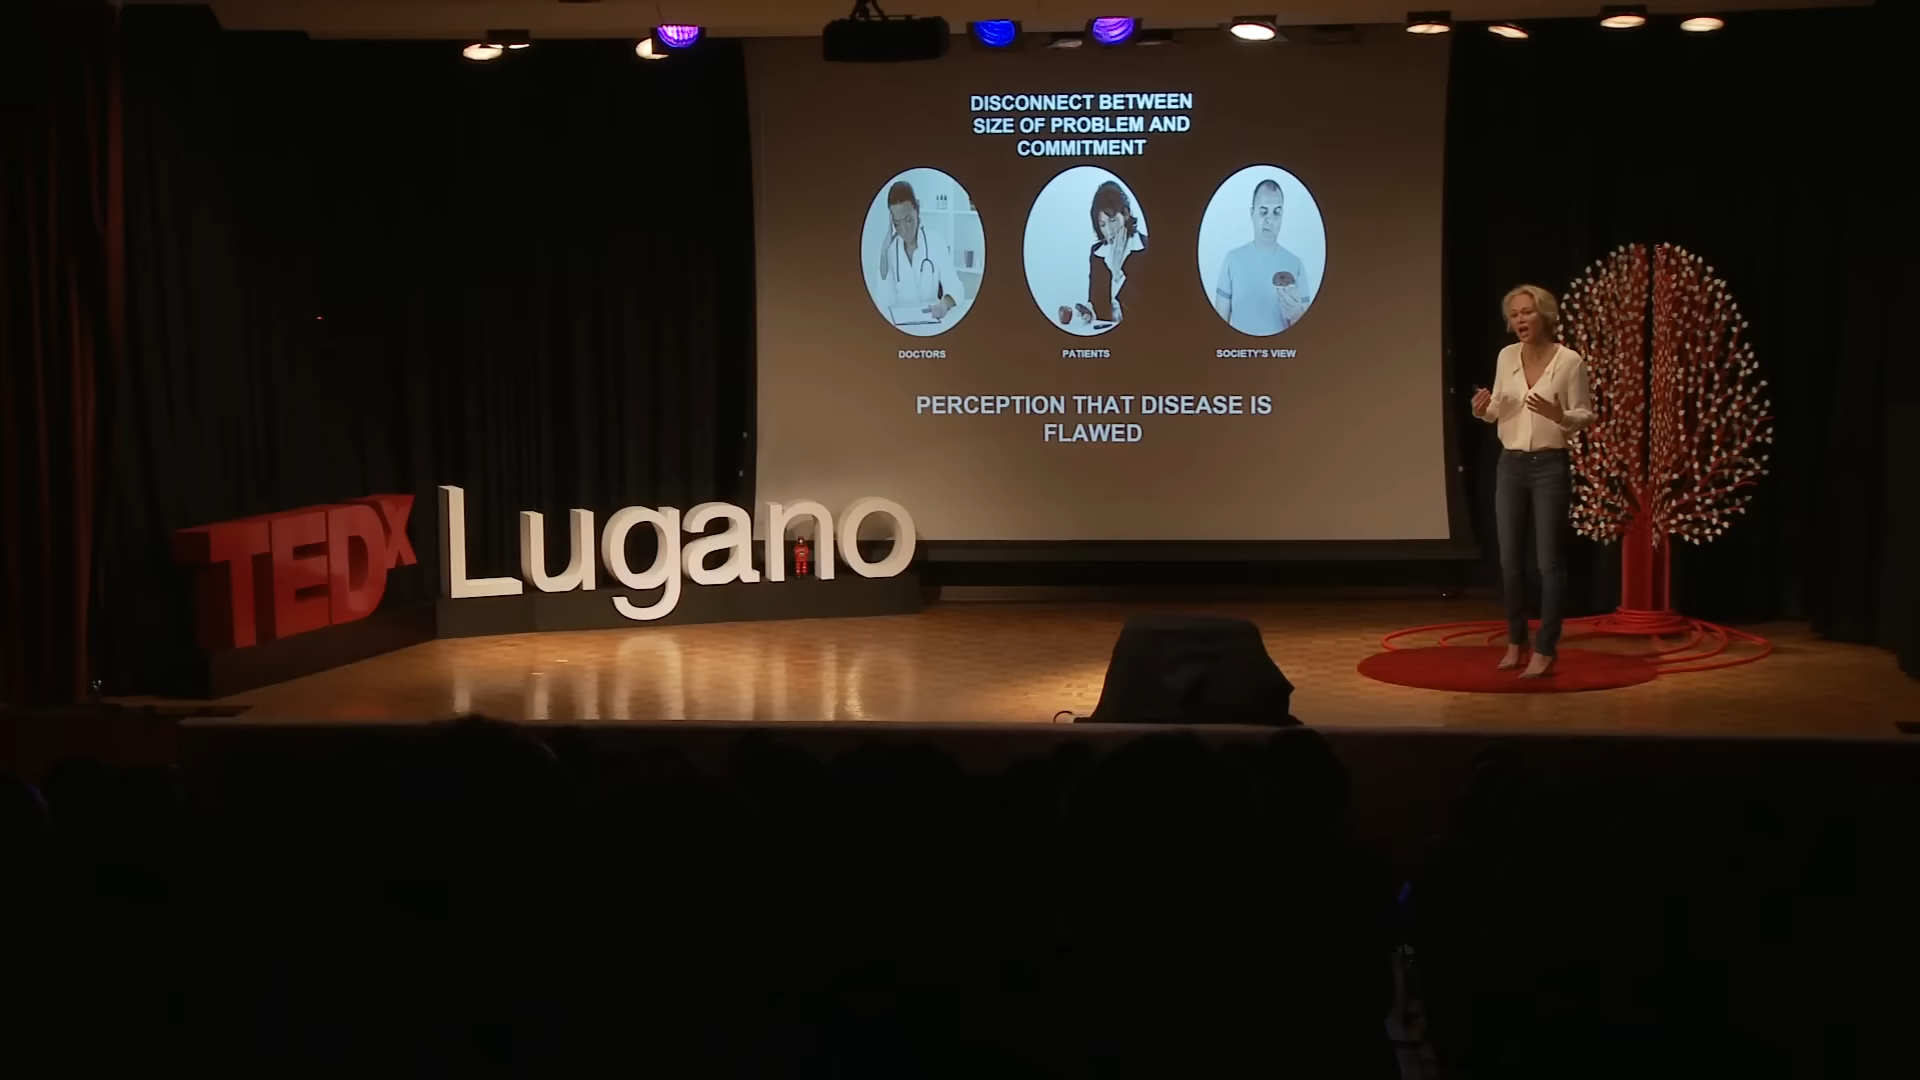 DISCONNECT BETWEEN
SIZE OF PROBLEM AND
COMMITMENT
DOCTORS
PATIENTS
SOCIETY'S VIEW
PERCEPTION THAT DISEASE IS
FLAWED
TEDx Lugano